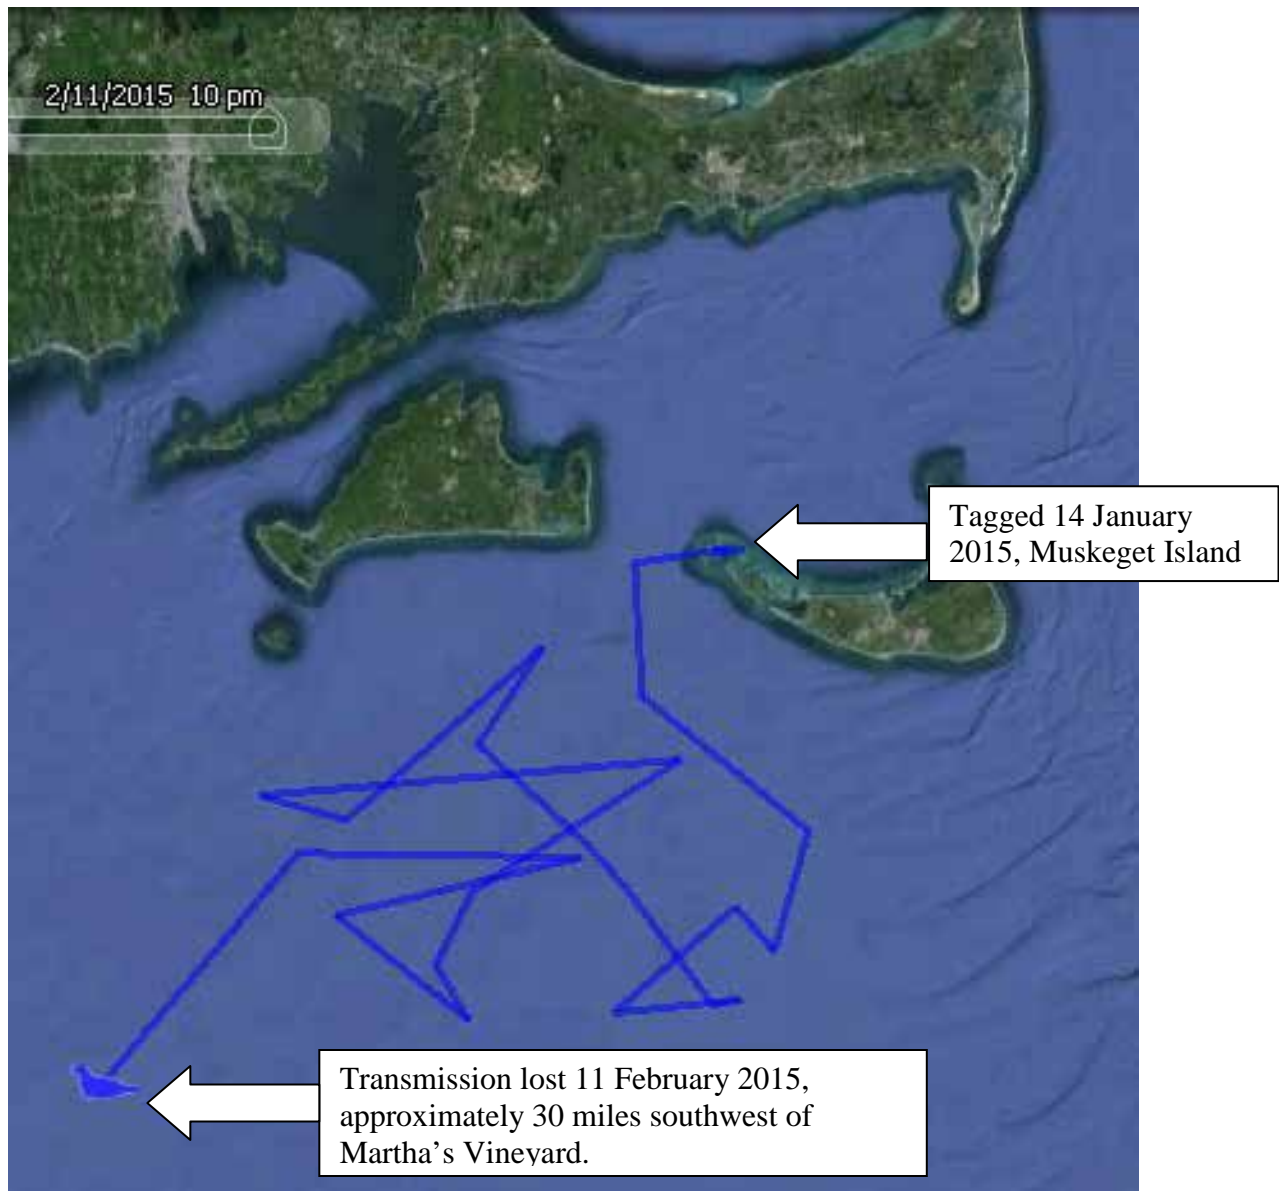 2/11/2015 10 pm
Tagged 14 January
2015, Muskeget Island
Transmission lost 11 February 2015,
approximately 30 miles southwest of
Martha’s Vineyard.